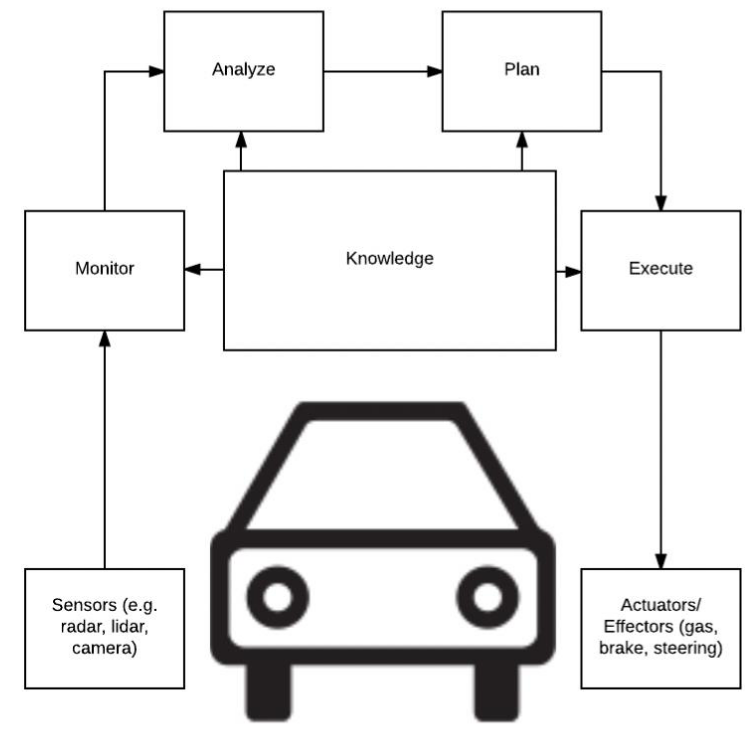 Analyze
Plan
Monitor
Knowledge
Execute
Sensors (e.g.
radar, lidar,
camera)
Actuators/
Effectors (gas,
brake, steering)